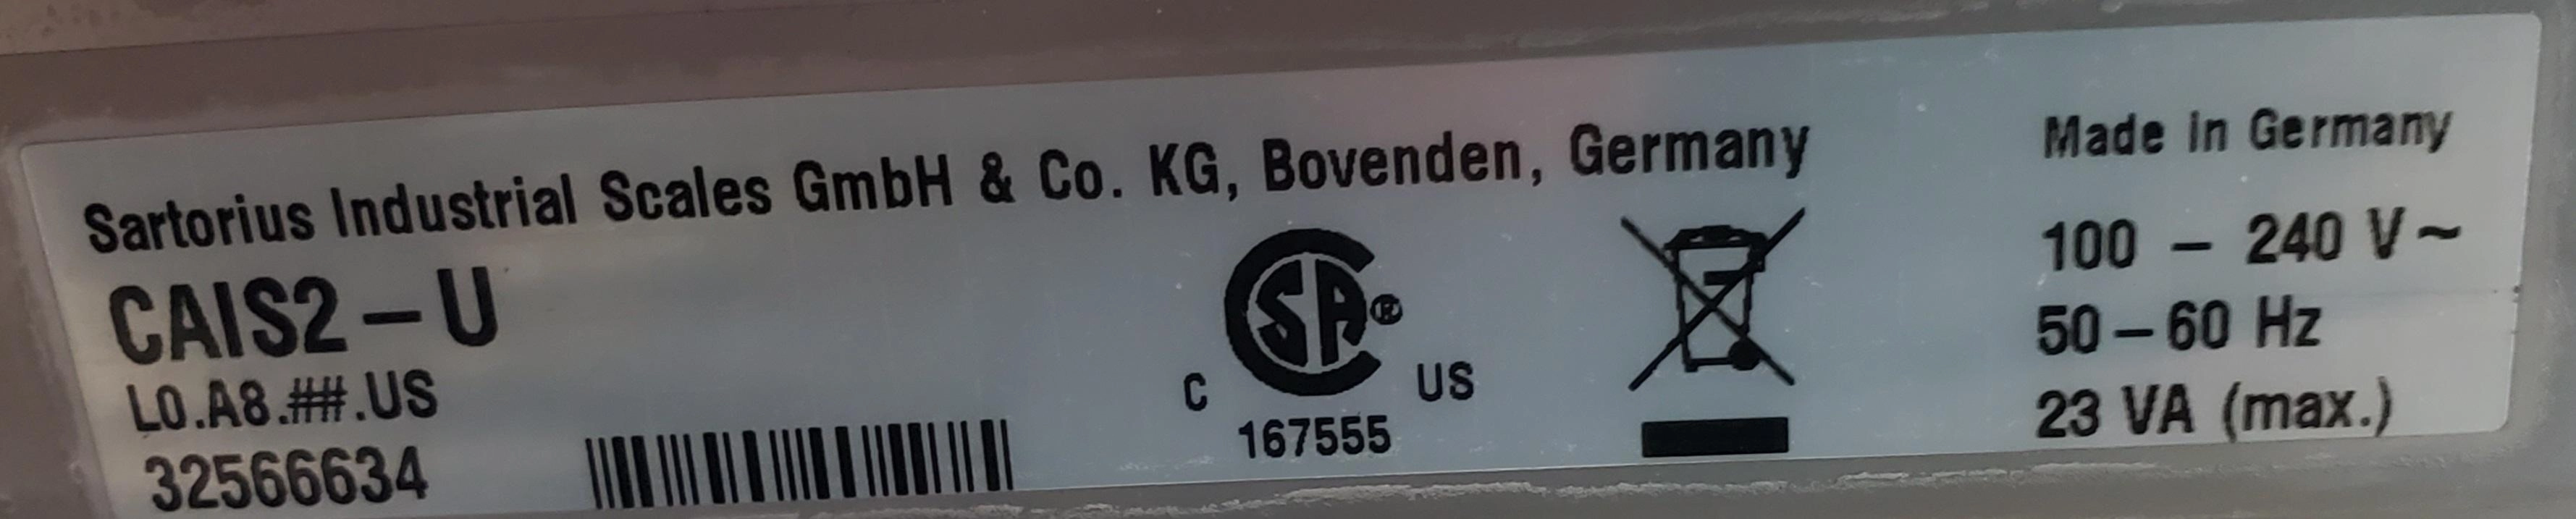 Sartorius Industrial Scales GmbH & Co. KG, Bovenden, Germany
CAIS2-U
L0.A8.##.US
32566634
C SA® US
167555
Made in Germany
100 - 240 V~
50-60 Hz
23 VA (max.)